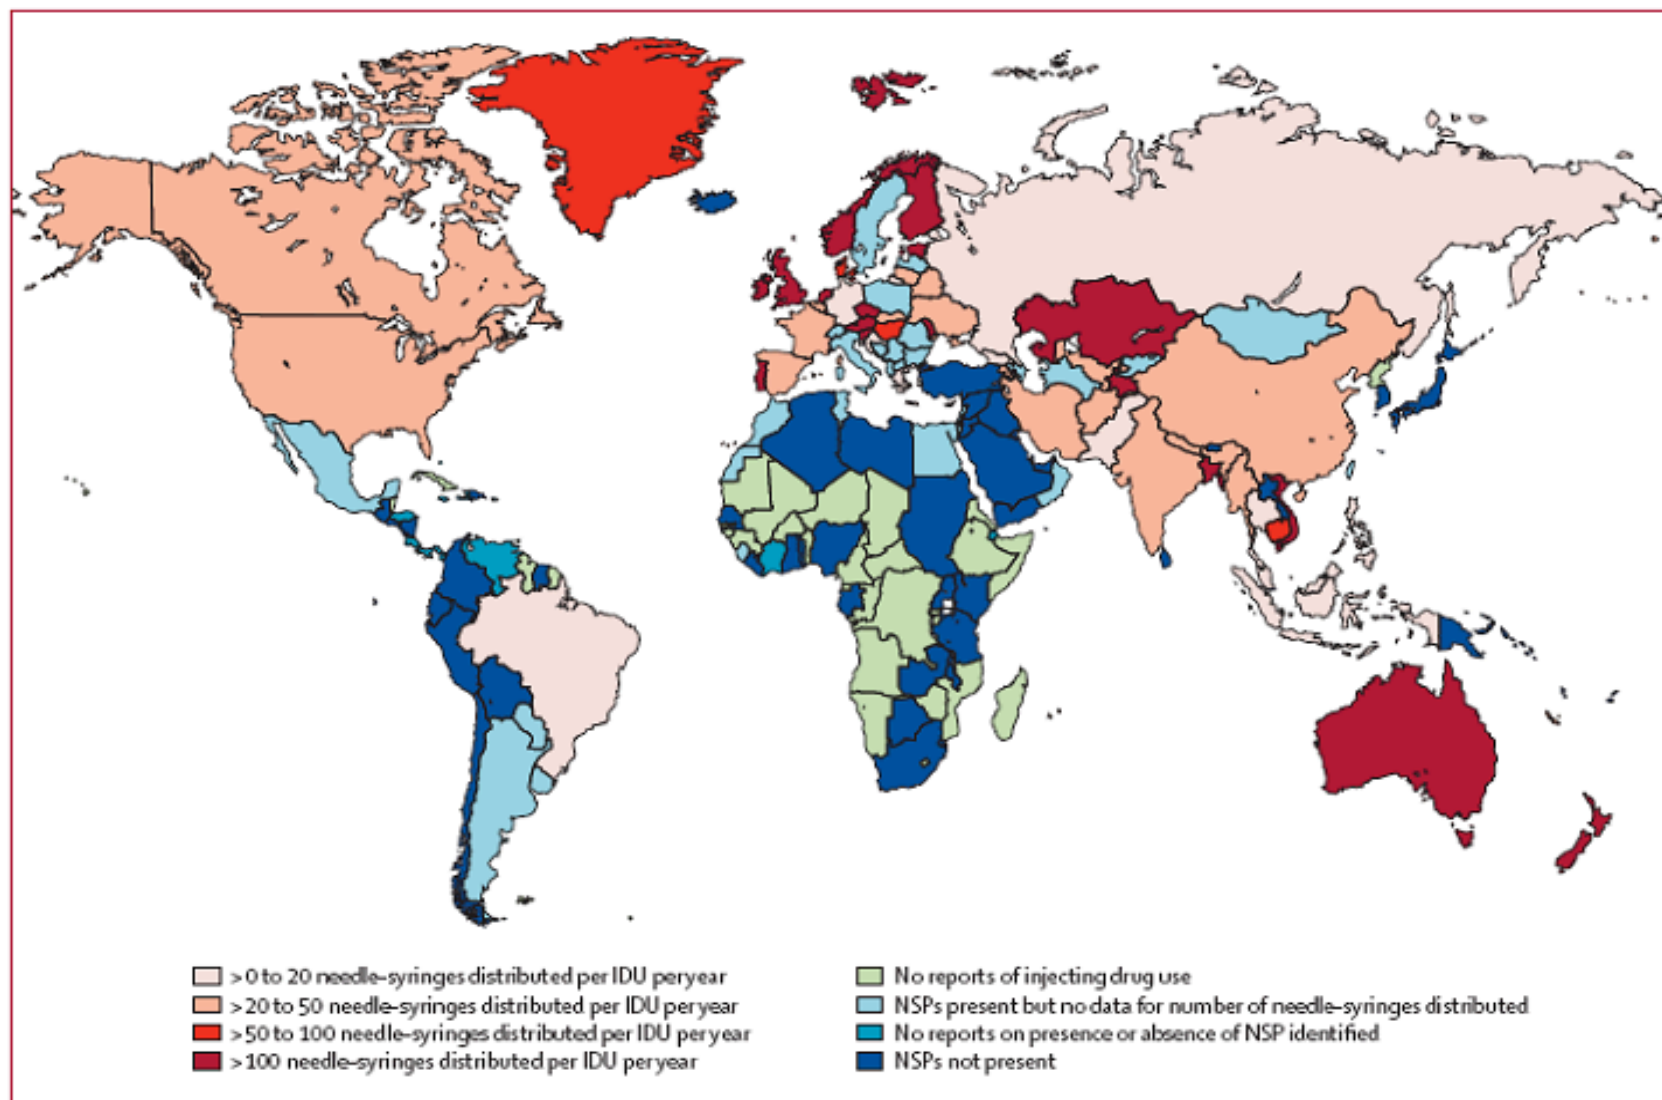 >0 to 20 needle-syringes distributed per IDU per year
>20 to 50 needle-syringes distributed per IDU per year
>50 to 100 needle-syringes distributed per IDU per year
>100 needle-syringes distributed per IDU per year
No reports of injecting drug use
NSPs present but no data for number of needle-syringes distributed
No reports on presence or absence of NSP identified
NSPs not present